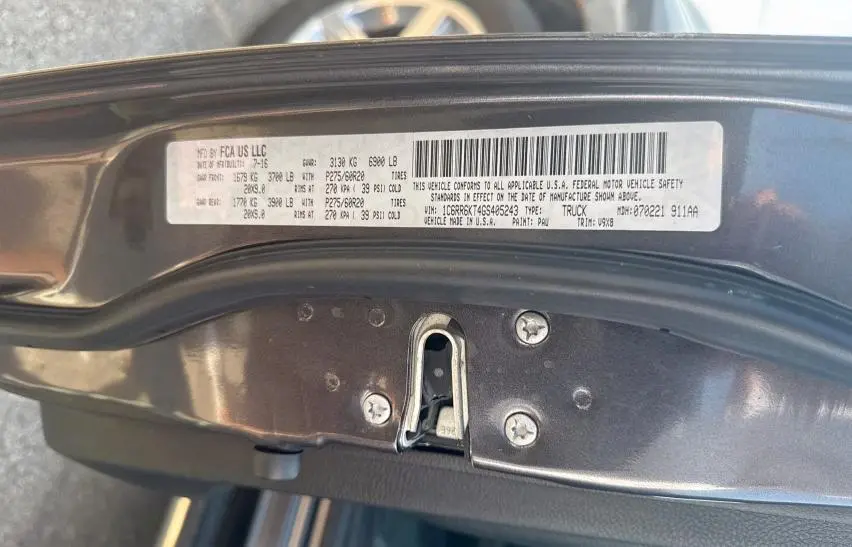 MFD BY FCA US LLC
DATE OF MFR(BUILT): 7-16 GVWR: 3130 KG 6900 LB
GAWR FRONT: 1679 KG 3700 LB WITH P275/60R20 TIRES
20X9.0 RIMS AT 270 KPA ( 39 PSI) COLD
GAWR REAR: 1770 KG 3900 LB WITH P275/60R20 TIRES
20X9.0 RIMS AT 270 KPA ( 39 PSI) COLD
THIS VEHICLE CONFORMS TO ALL APPLICABLE U.S.A. FEDERAL MOTOR VEHICLE SAFETY
STANDARDS IN EFFECT ON THE DATE OF MANUFACTURE SHOWN ABOVE.
VIN: 1C6RR6KT4GS405243 TYPE: TRUCK MDH: 070221 911AA
VEHICLE MADE IN U.S.A. PAINT: PAU TRIM: V9X8